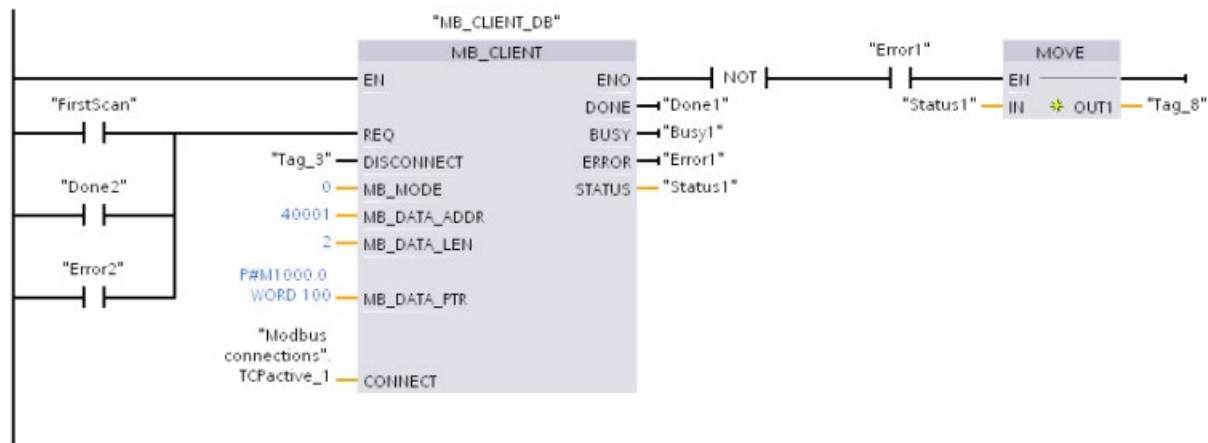 "MB_CLIENT_DB"
MB_CLIENT
EN
ENO
NOT
"Error1"
MOVE
EN
"Status1"
IN
OUT1
"Tag_8"
"FirstScan"
REQ
DONE
"Done1"
BUSY
"Busy1"
"Tag_3"
DISCONNECT
ERROR
"Error1"
"Done2"
0
MB_MODE
STATUS
"Status1"
40001
MB_DATA_ADDR
2
MB_DATA_LEN
"Error2"
P#M1000.0
WORD 100
MB_DATA_PTR
"Modbus
connections".
TCPactive_1
CONNECT